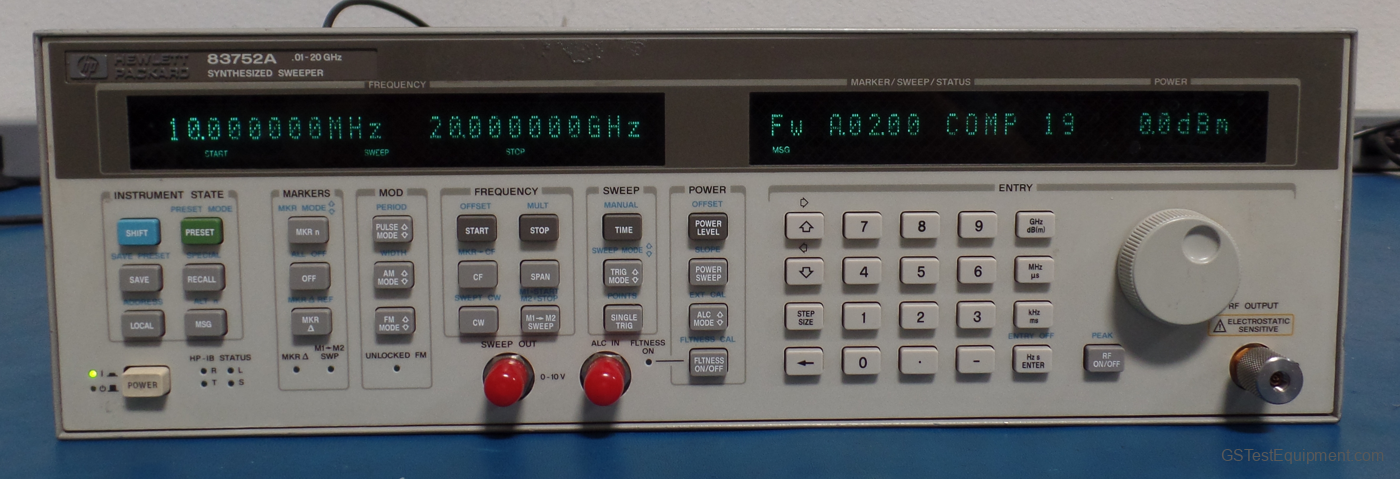 hp HEWLETT PACKARD
83752A .01-20 GHz
SYNTHESIZED SWEEPER
FREQUENCY
MARKER/SWEEP/STATUS
POWER
10.000000MHz 20.000000GHz
START SWEEP STOP
Fw A.02.00 COMP 19 0.0dBm
MSG
INSTRUMENT STATE
PRESET MODE
SHIFT PRESET
SAVE PRESET SPECIAL
SAVE RECALL
ADDRESS ALT n
LOCAL MSG
HP-IB STATUS
R L
T S
I
POWER
MARKERS
MKR MODE
MKR n
ALL OFF
OFF
MKR Δ REF
MKR Δ
MKR Δ
M1→M2 SWP
MOD
PERIOD
PULSE MODE
WIDTH
AM MODE
FM MODE
UNLOCKED FM
FREQUENCY
OFFSET MULT
START STOP
MKR→CF
CF SPAN
SWEPT CW
M2→STOP
CW
M1→M2 SWEEP
SWEEP OUT
0-10 V
SWEEP
MANUAL
TIME
SWEEP MODE
TRIG MODE
POINTS
SINGLE TRIG
ALC IN
FLTNESS ON
POWER
OFFSET
POWER LEVEL
SLOPE
POWER SWEEP
EXT CAL
ALC MODE
FLTNESS CAL
FLTNESS ON/OFF
ENTRY
7 8 9
GHz dB(m)
4 5 6
MHz μs
STEP SIZE
1 2 3
kHz ms
ENTRY OFF
0 . -
Hz s ENTER
PEAK
RF ON/OFF
RF OUTPUT
ELECTROSTATIC SENSITIVE
GSTestEquipment.com